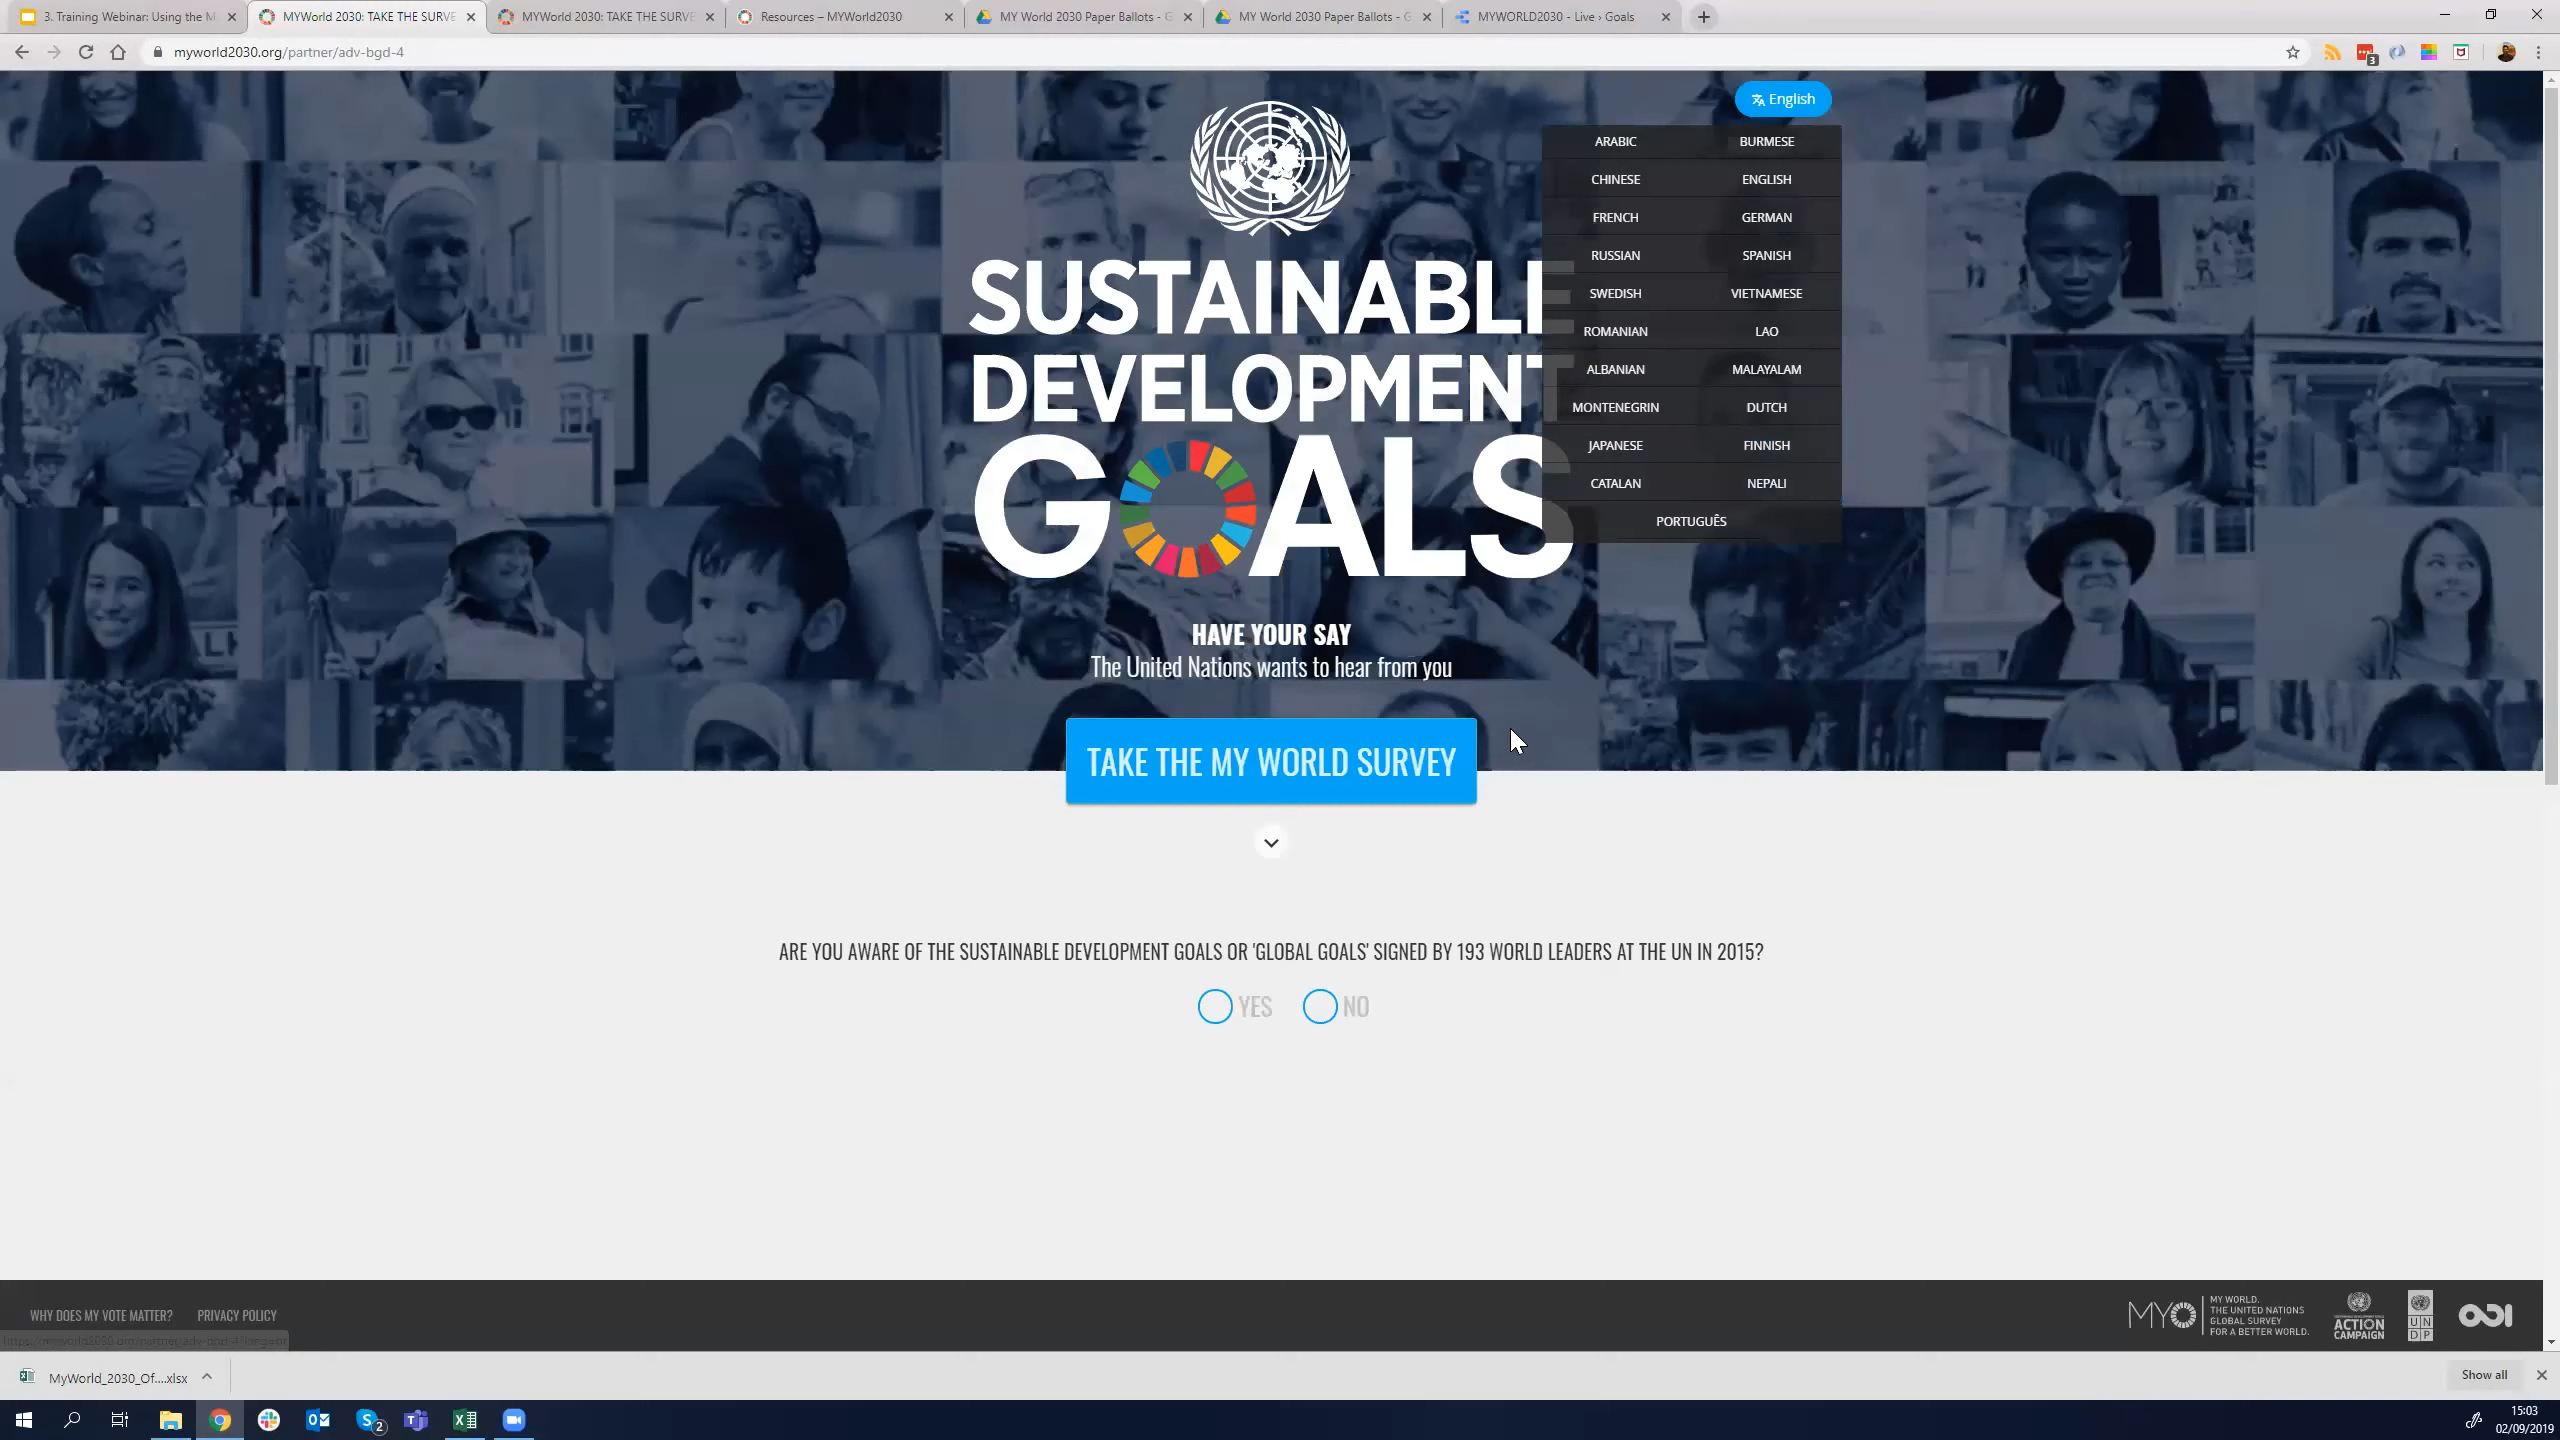 3. Training Webinar: Using the M
MYWorld 2030: TAKE THE SURVE
MYWorld 2030: TAKE THE SURVE
Resources – MYWorld2030
MY World 2030 Paper Ballots - G
MY World 2030 Paper Ballots - G
MYWORLD2030 - Live › Goals
myworld2030.org/partner/adv-bgd-4
3
English
ARABIC BURMESE
CHINESE ENGLISH
FRENCH GERMAN
RUSSIAN SPANISH
SWEDISH VIETNAMESE
ROMANIAN LAO
ALBANIAN MALAYALAM
MONTENEGRIN DUTCH
JAPANESE FINNISH
CATALAN NEPALI
PORTUGUÊS
SUSTAINABLE
DEVELOPMENT
GOALS
HAVE YOUR SAY
The United Nations wants to hear from you
TAKE THE MY WORLD SURVEY
ARE YOU AWARE OF THE SUSTAINABLE DEVELOPMENT GOALS OR 'GLOBAL GOALS' SIGNED BY 193 WORLD LEADERS AT THE UN IN 2015?
YES NO
WHY DOES MY VOTE MATTER? PRIVACY POLICY
MY
MY WORLD.
THE UNITED NATIONS
GLOBAL SURVEY
FOR A BETTER WORLD.
ACTION
CAMPAIGN
UN
DP
ODI
MyWorld_2030_Of....xlsx
Show all
2
15:03
02/09/2019